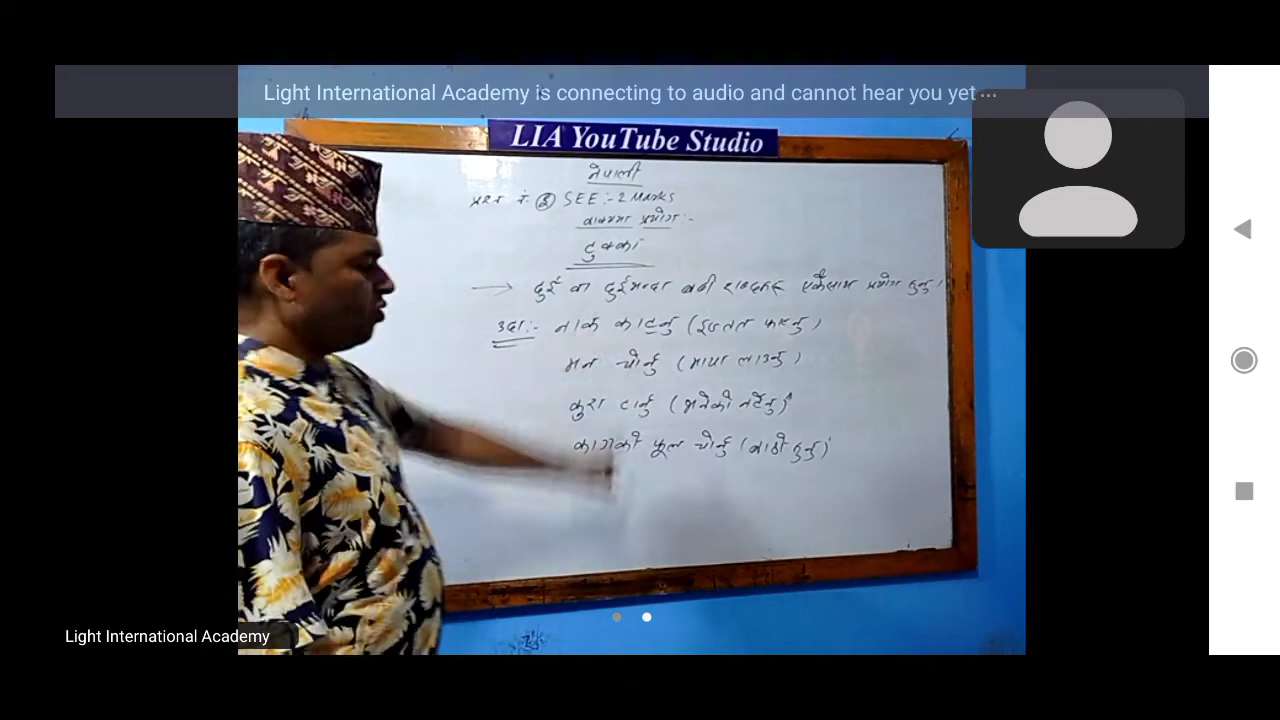 Light International Academy is connecting to audio and cannot hear you yet ...
LIA YouTube Studio
नेपाली
प्रश्न नं. ③ SEE :- 2 Marks
वाक्यमा प्रयोग :-
टुक्का
→ दुई वा दुईभन्दा बढी शब्दहरू एकैसाथ प्रयोग हुनु।
उदा :- नाक काट्नु (इज्जत फाल्नु)
मन चोर्नु (माया लाउनु)
कुरा टार्नु (भनेको नटेर्नु)
कागको फूल चोर्नु (बाठो हुनु)
Light International Academy